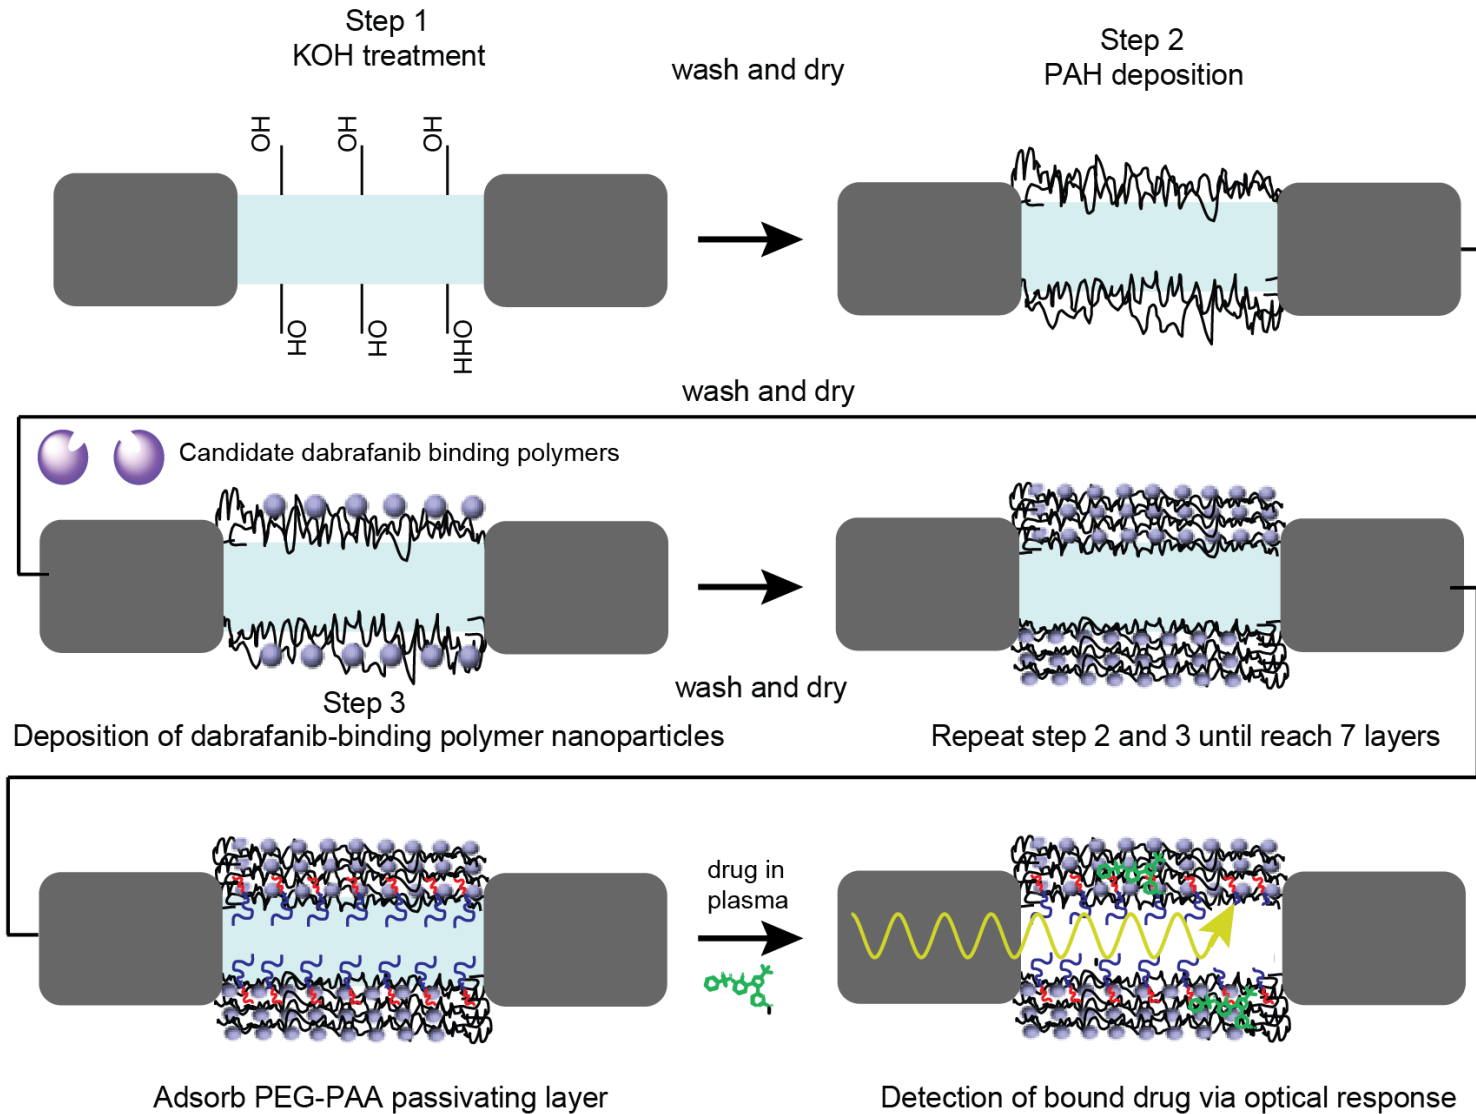 Step 1
KOH treatment
wash and dry
Step 2
PAH deposition
OH
OH
OH
OH
OH
OHH
wash and dry
Candidate dabrafanib binding polymers
Step 3
Deposition of dabrafanib-binding polymer nanoparticles
wash and dry
Repeat step 2 and 3 until reach 7 layers
drug in
plasma
Adsorb PEG-PAA passivating layer
Detection of bound drug via optical response